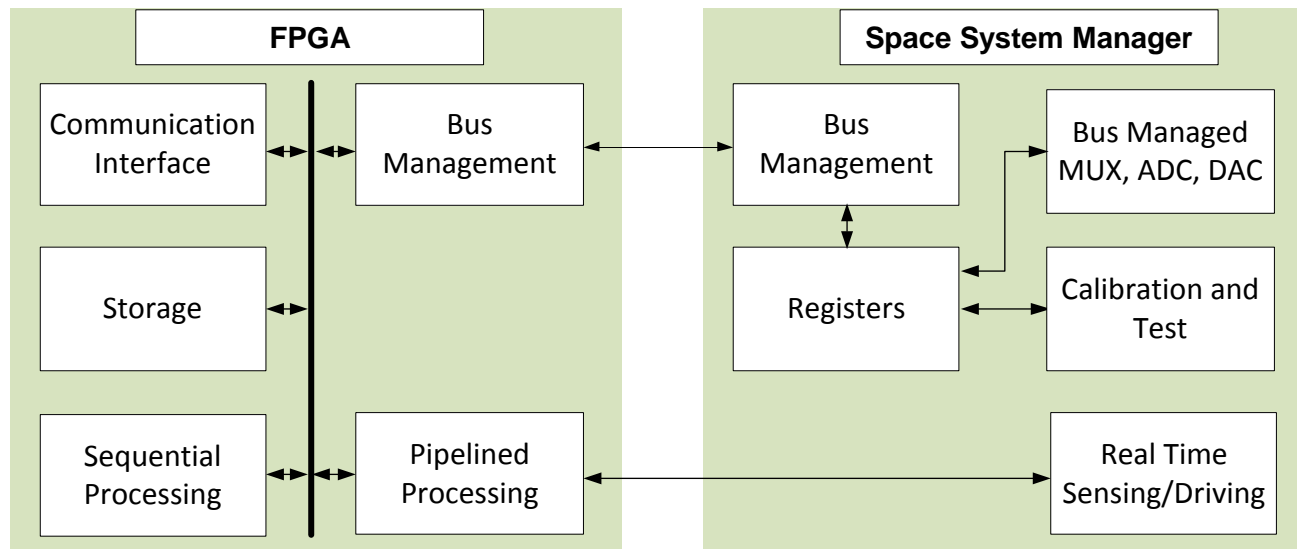 FPGA
Communication
Interface
Bus
Management
Storage
Sequential
Processing
Pipelined
Processing
Space System Manager
Bus
Management
Bus Managed
MUX, ADC, DAC
Registers
Calibration and
Test
Real Time
Sensing/Driving